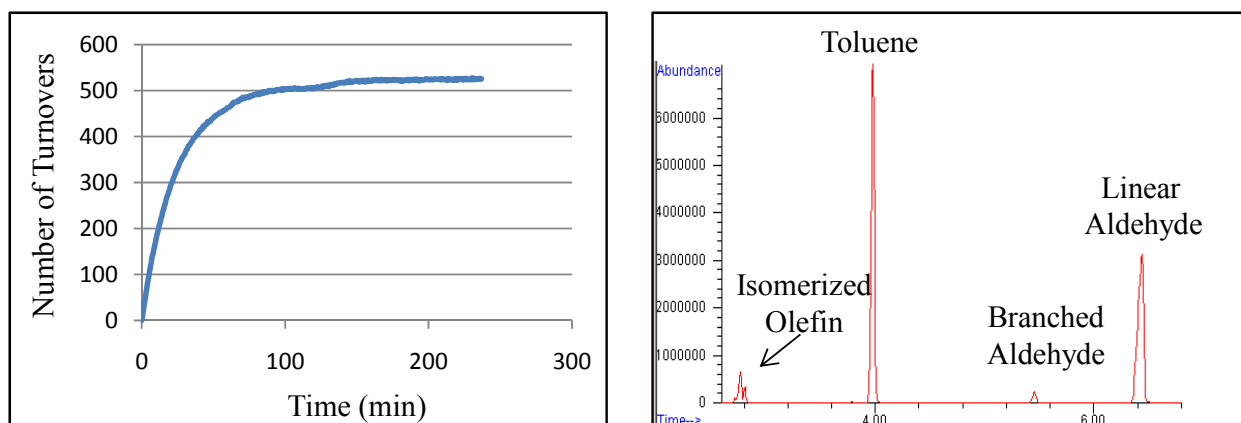 600
500
400
300
200
100
0
Number of Turnovers
0 100 200 300
Time (min)
Toluene
Abundance
6000000
5000000
4000000
3000000
2000000
1000000
0
Isomerized
Olefin
Branched
Aldehyde
Linear
Aldehyde
Time--> 4.00 6.00